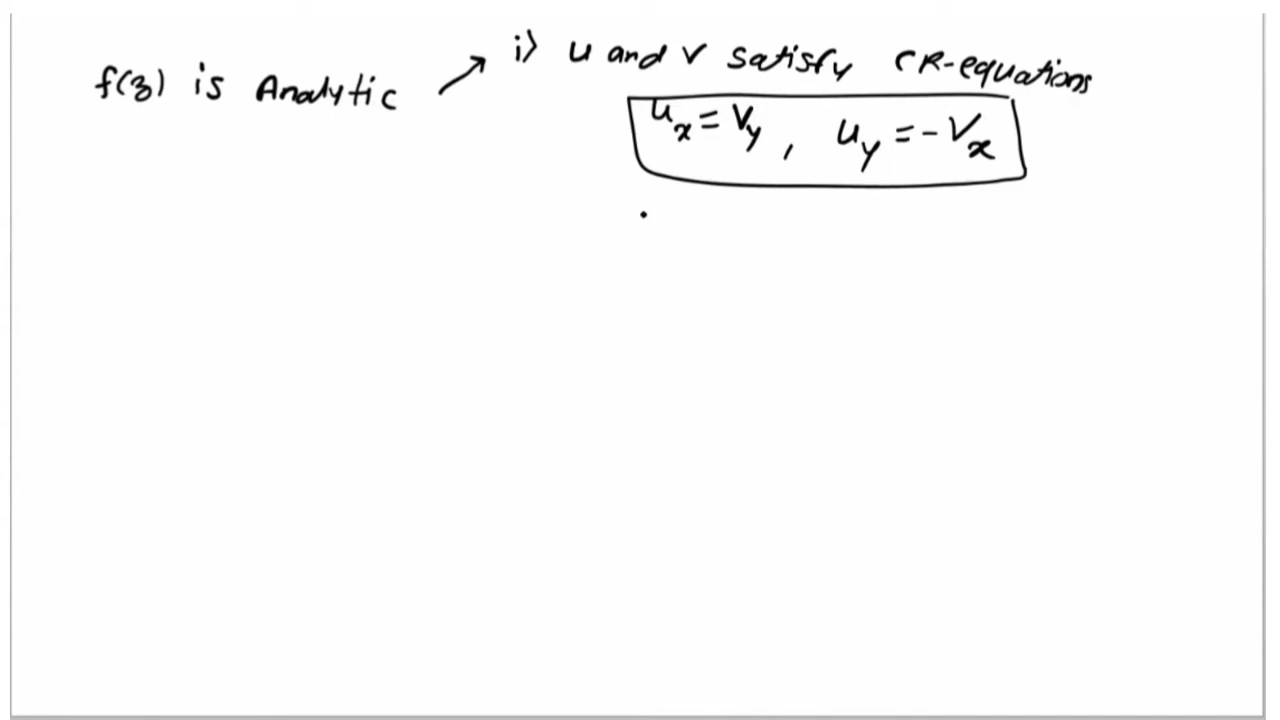 f(z) is Analytic ↗ i) u and v satisfy CR-equations
u_x = v_y , u_y = -v_x